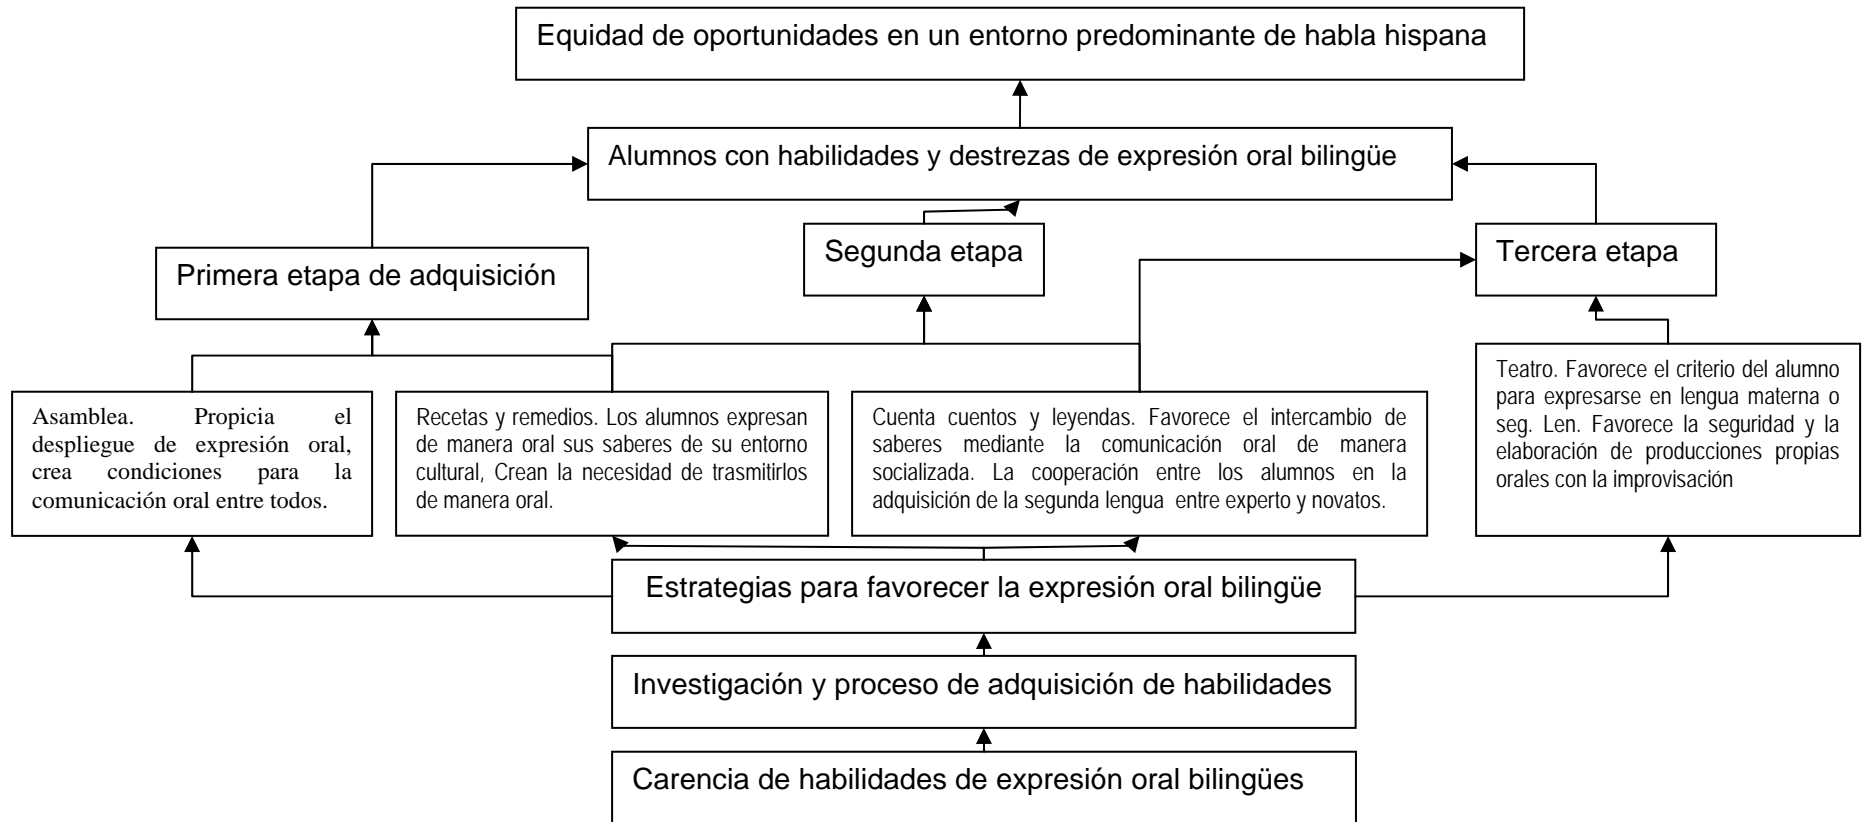 Equidad de oportunidades en un entorno predominante de habla hispana
Alumnos con habilidades y destrezas de expresión oral bilingüe
Primera etapa de adquisición
Segunda etapa
Tercera etapa
Asamblea. Propicia el
despliegue de expresión oral,
crea condiciones para la
comunicación oral entre todos.
Recetas y remedios. Los alumnos expresan
de manera oral sus saberes de su entorno
cultural, Crean la necesidad de trasmitirlos
de manera oral.
Cuenta cuentos y leyendas. Favorece el intercambio de
saberes mediante la comunicación oral de manera
socializada. La cooperación entre los alumnos en la
adquisición de la segunda lengua entre experto y novatos.
Teatro. Favorece el criterio del alumno
para expresarse en lengua materna o
seg. Len. Favorece la seguridad y la
elaboración de producciones propias
orales con la improvisación
Estrategias para favorecer la expresión oral bilingüe
Investigación y proceso de adquisición de habilidades
Carencia de habilidades de expresión oral bilingües